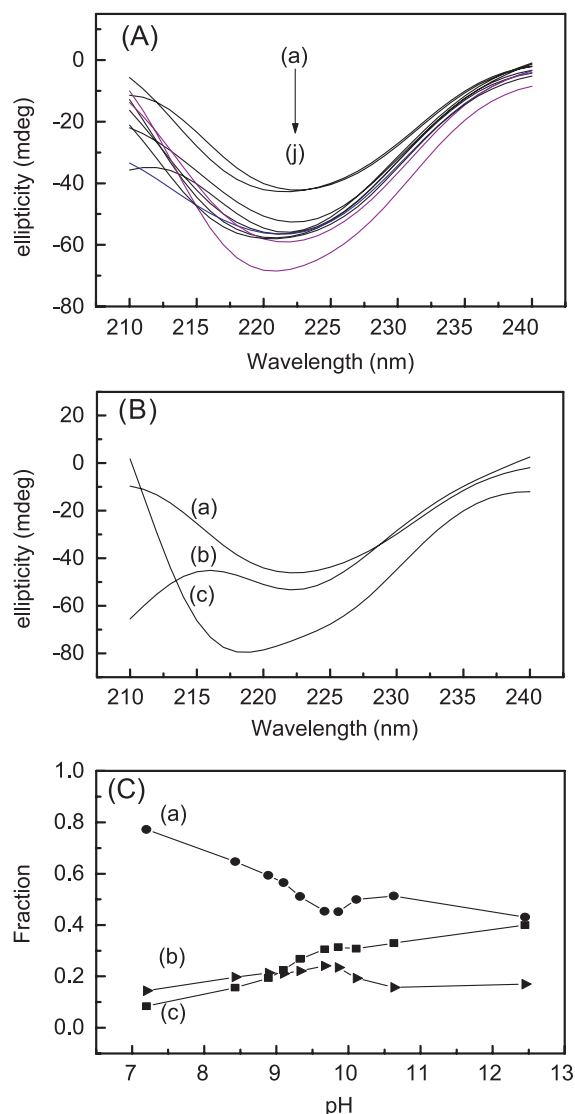 (A)
(a)
(j)
0
-20
-40
-60
-80
ellipticity (mdeg)
210 215 220 225 230 235 240
Wavelength (nm)
(B)
20
0
-20
-40
-60
-80
ellipticity (mdeg)
(a)
(b)
(c)
210 215 220 225 230 235 240
Wavelength (nm)
(C)
1.0
0.8
0.6
0.4
0.2
0.0
Fraction
(a)
(b)
(c)
7 8 9 10 11 12 13
pH